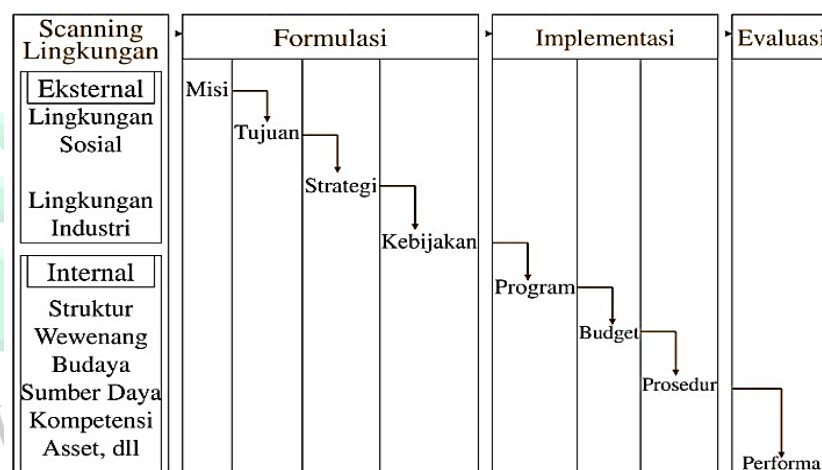 Scanning
Lingkungan
Eksternal
Lingkungan
Sosial
Lingkungan
Industri
Internal
Struktur
Wewenang
Budaya
Sumber Daya
Kompetensi
Asset, dll
Formulasi
Misi
Tujuan
Strategi
Kebijakan
Implementasi
Program
Budget
Prosedur
Evaluasi
Performa